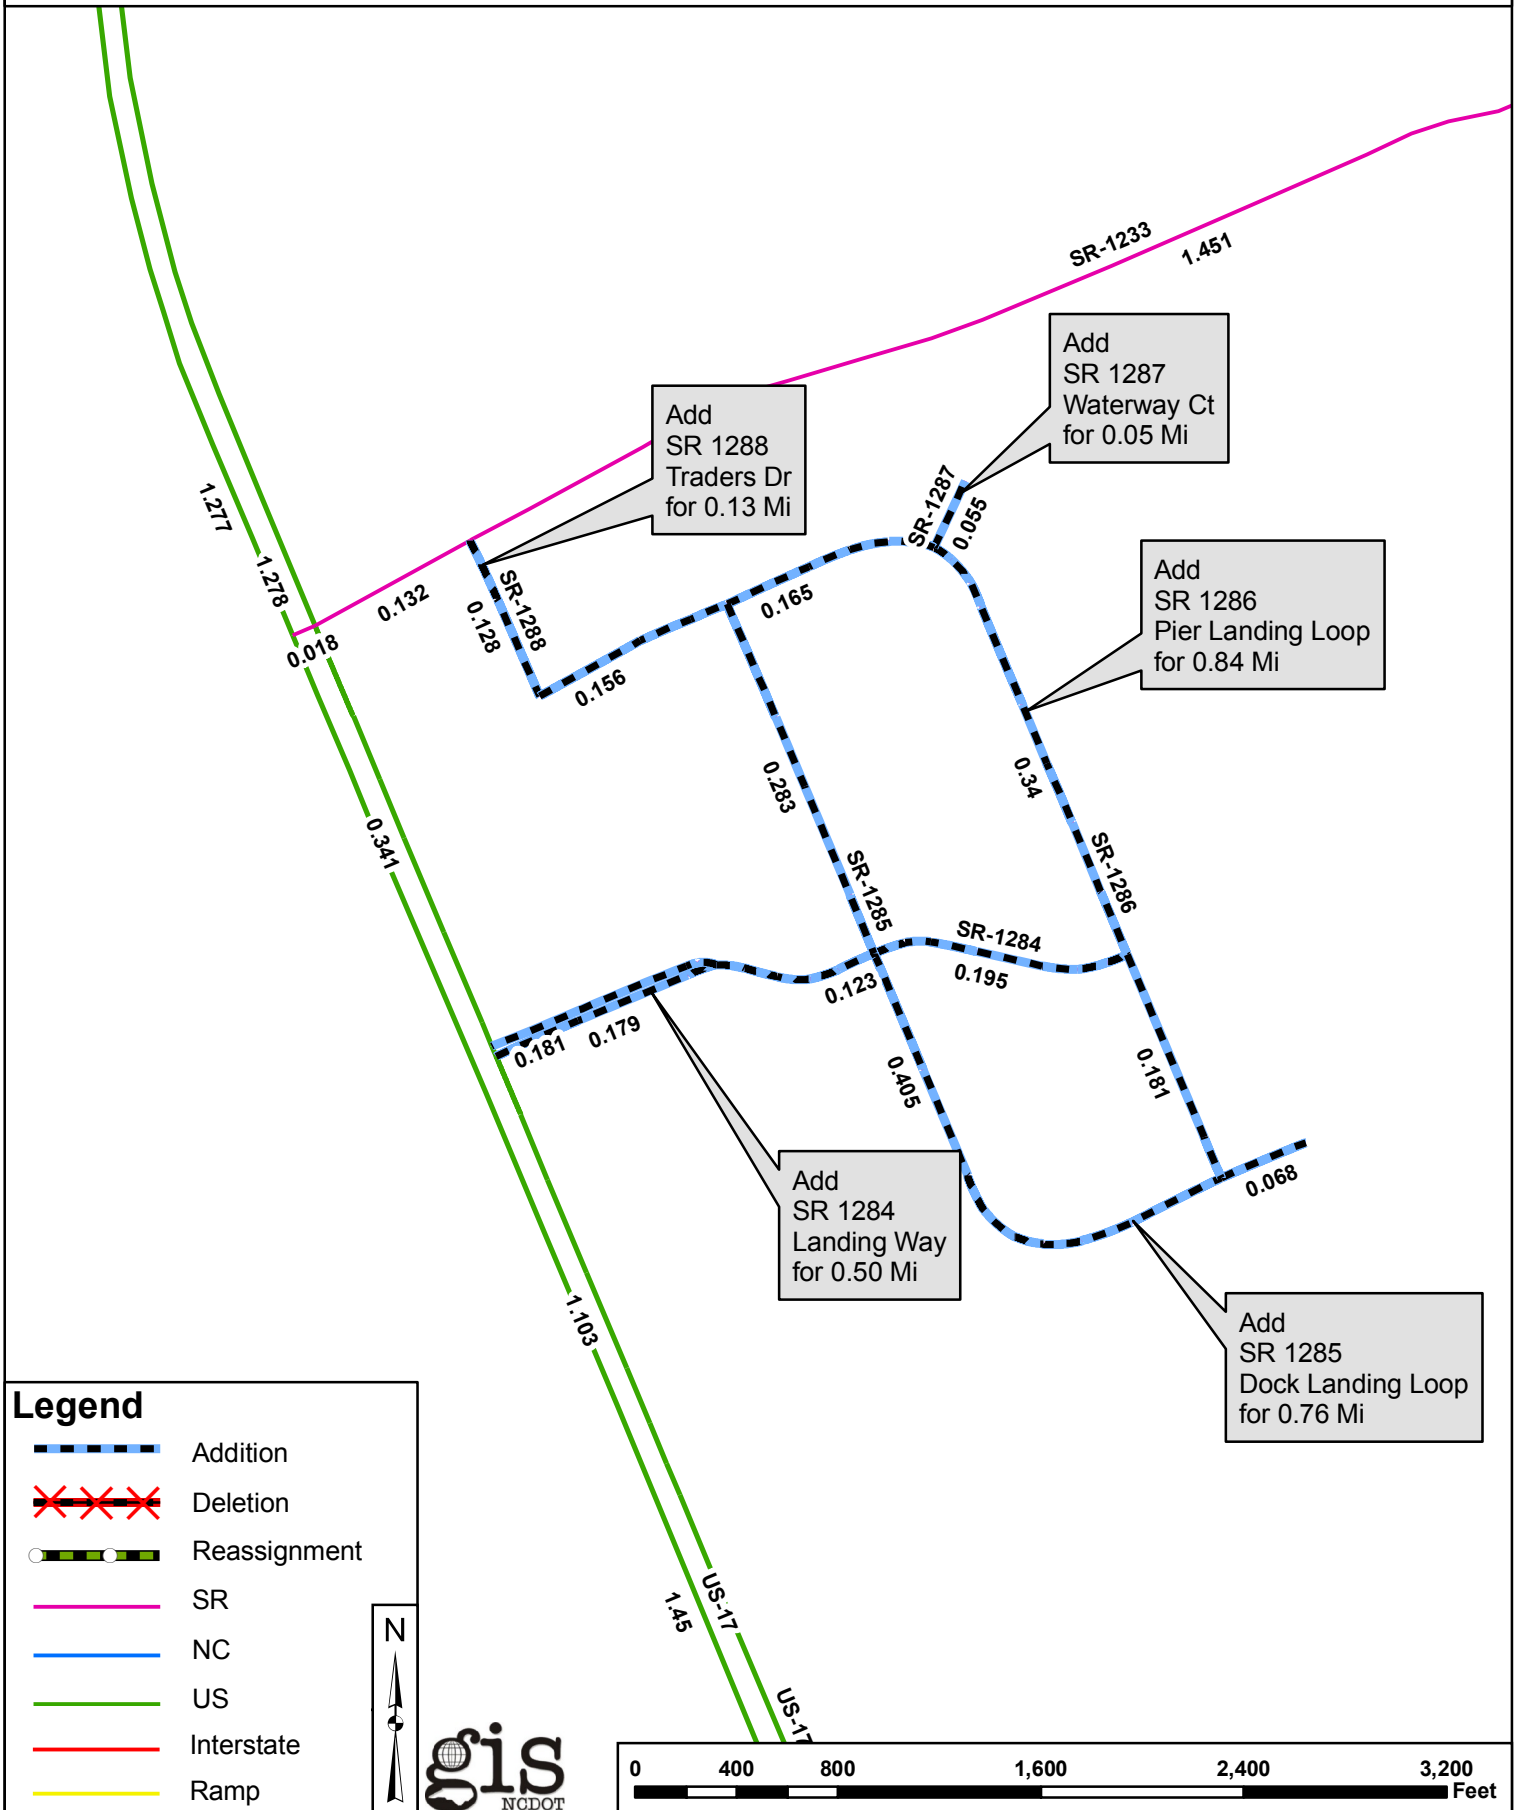 SR-1233
1.451
Add
SR 1287
Waterway Ct
for 0.05 Mi
Add
SR 1288
Traders Dr
for 0.13 Mi
SR-1287
0.055
1.277
1.278
0.132
0.018
SR-1288
0.128
0.156
0.165
Add
SR 1286
Pier Landing Loop
for 0.84 Mi
0.283
0.34
0.341
SR-1285
SR-1286
SR-1284
0.195
0.123
0.179
0.181
0.405
0.181
0.068
Add
SR 1284
Landing Way
for 0.50 Mi
Add
SR 1285
Dock Landing Loop
for 0.76 Mi
1.103
1.45
US-17
US-17
Legend
Addition
Deletion
Reassignment
SR
NC
US
Interstate
Ramp
N
gis
NCDOT
0 400 800 1,600 2,400 3,200
Feet